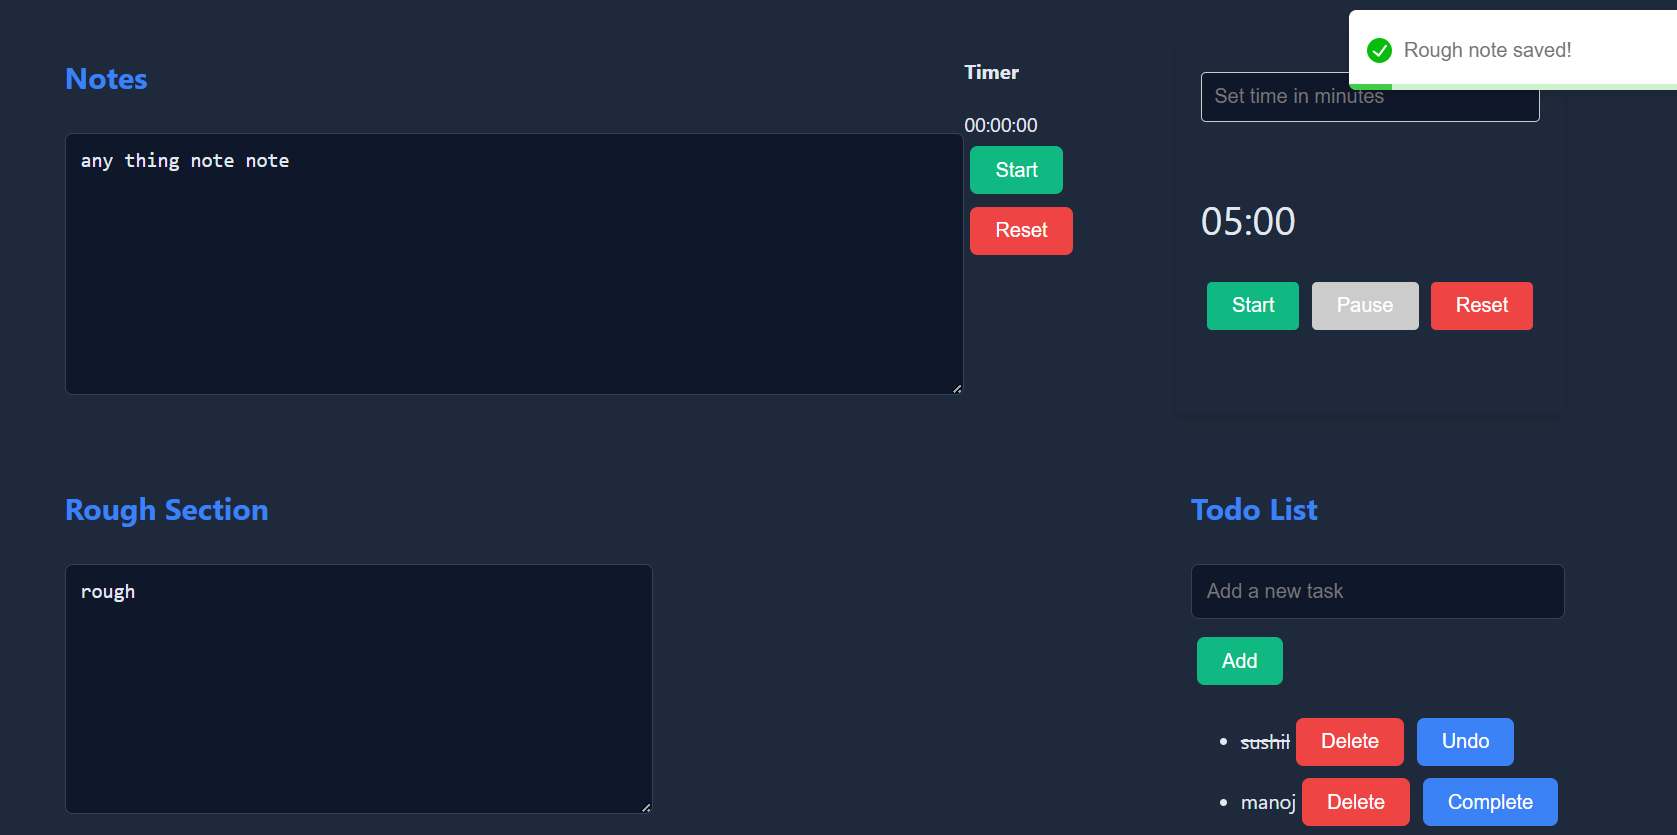 Notes
any thing note note
Timer
00:00:00
Start
Reset
Rough note saved!
Set time in minutes
05:00
Start Pause Reset
Rough Section
rough
Todo List
Add a new task
Add
sushil Delete Undo
manoj Delete Complete